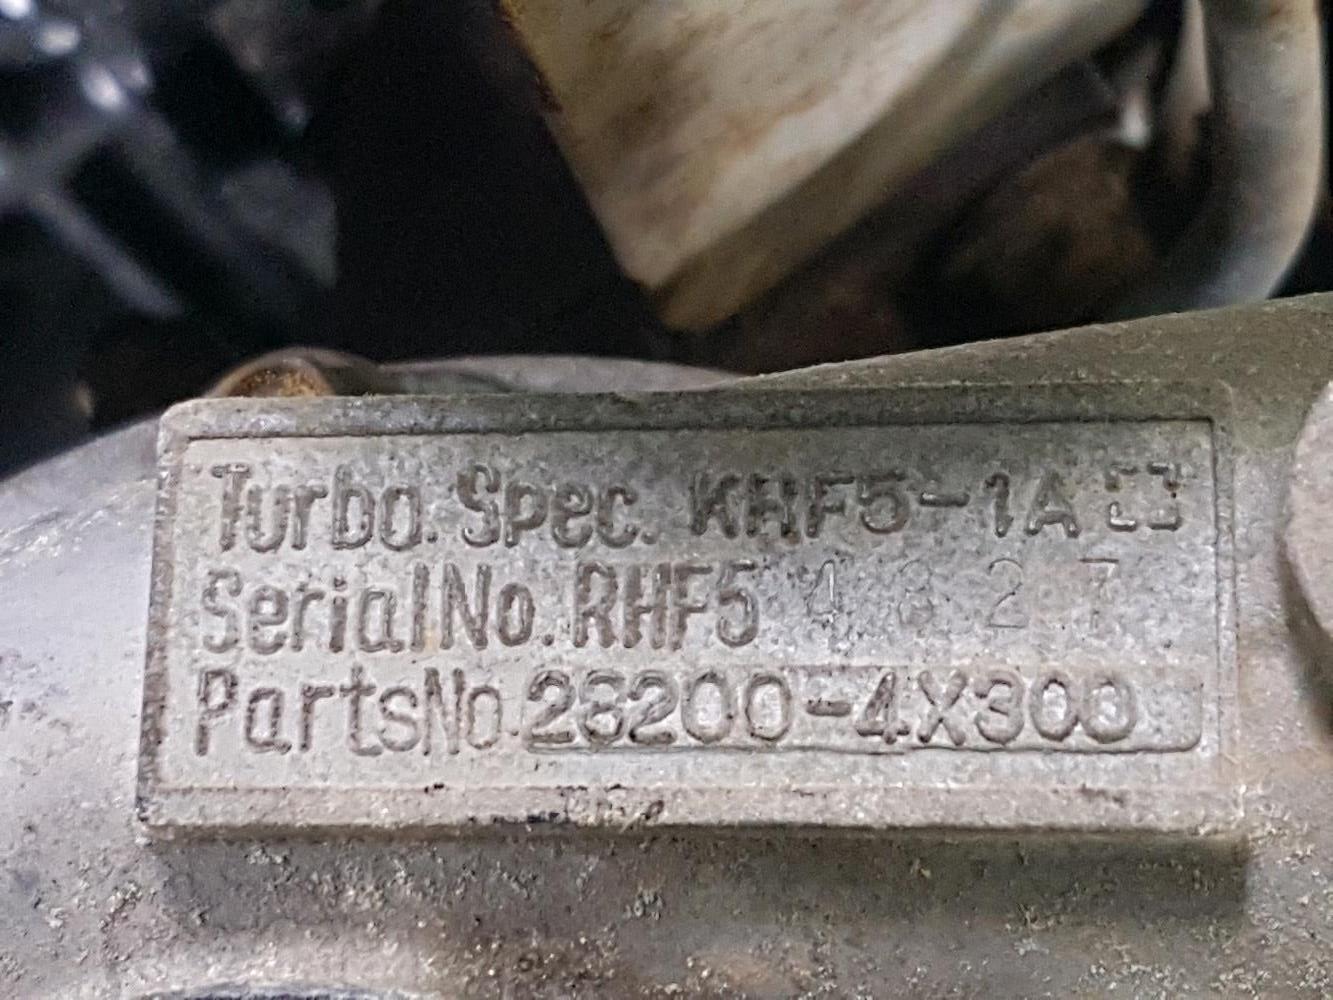 Turbo. Spec. KHF5-1A
Serial No. RHF5 4 8 2 7
Parts No. 28200-4X300